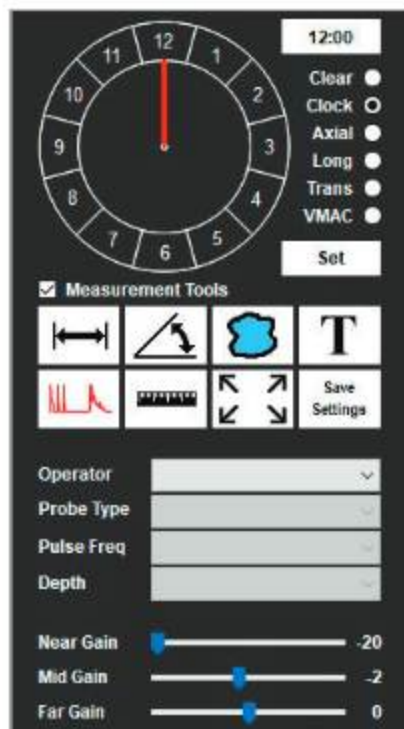 12
1
2
3
4
5
6
7
8
9
10
11
12:00
Clear
Clock
Axial
Long
Trans
VMAC
Set
Measurement Tools
T
Save
Settings
Operator
Probe Type
Pulse Freq
Depth
Near Gain -20
Mid Gain -2
Far Gain 0